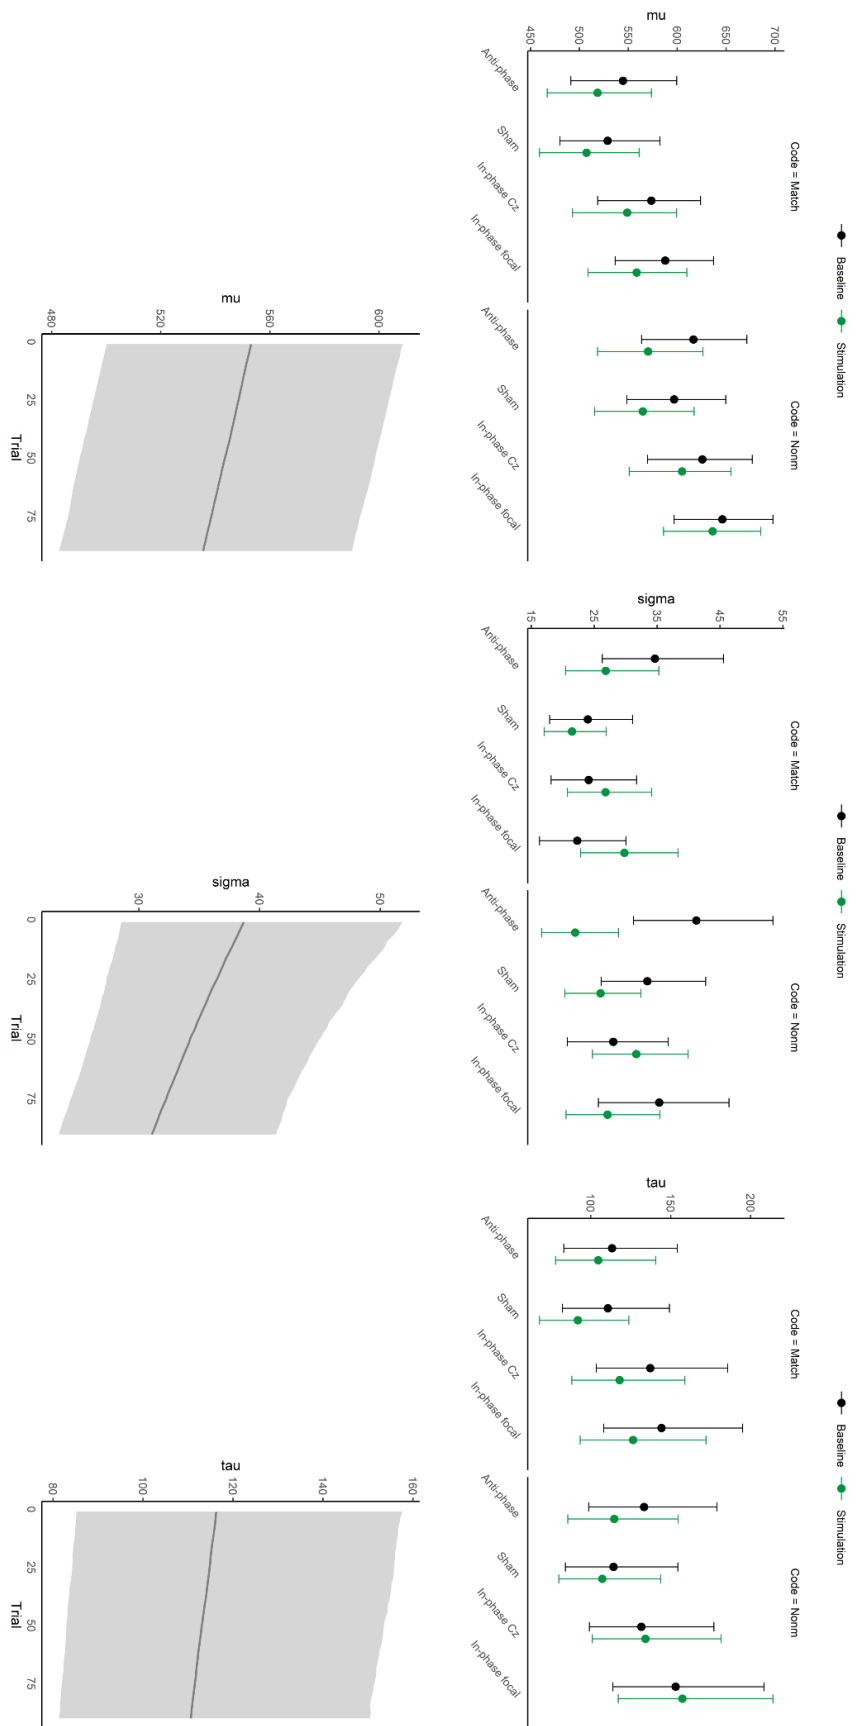 Baseline Stimulation
Code = Match Code = Nonm
mu
450 500 550 600 650 700
Anti-phase Sham In-phase Cz In-phase focal Anti-phase Sham In-phase Cz In-phase focal
Baseline Stimulation
Code = Match Code = Nonm
sigma
15 25 35 45 55
Anti-phase Sham In-phase Cz In-phase focal Anti-phase Sham In-phase Cz In-phase focal
Baseline Stimulation
Code = Match Code = Nonm
tau
100 150 200
Anti-phase Sham In-phase Cz In-phase focal Anti-phase Sham In-phase Cz In-phase focal
mu
480 520 560 600
0 25 50 75
Trial
sigma
30 40 50
0 25 50 75
Trial
tau
80 100 120 140 160
0 25 50 75
Trial